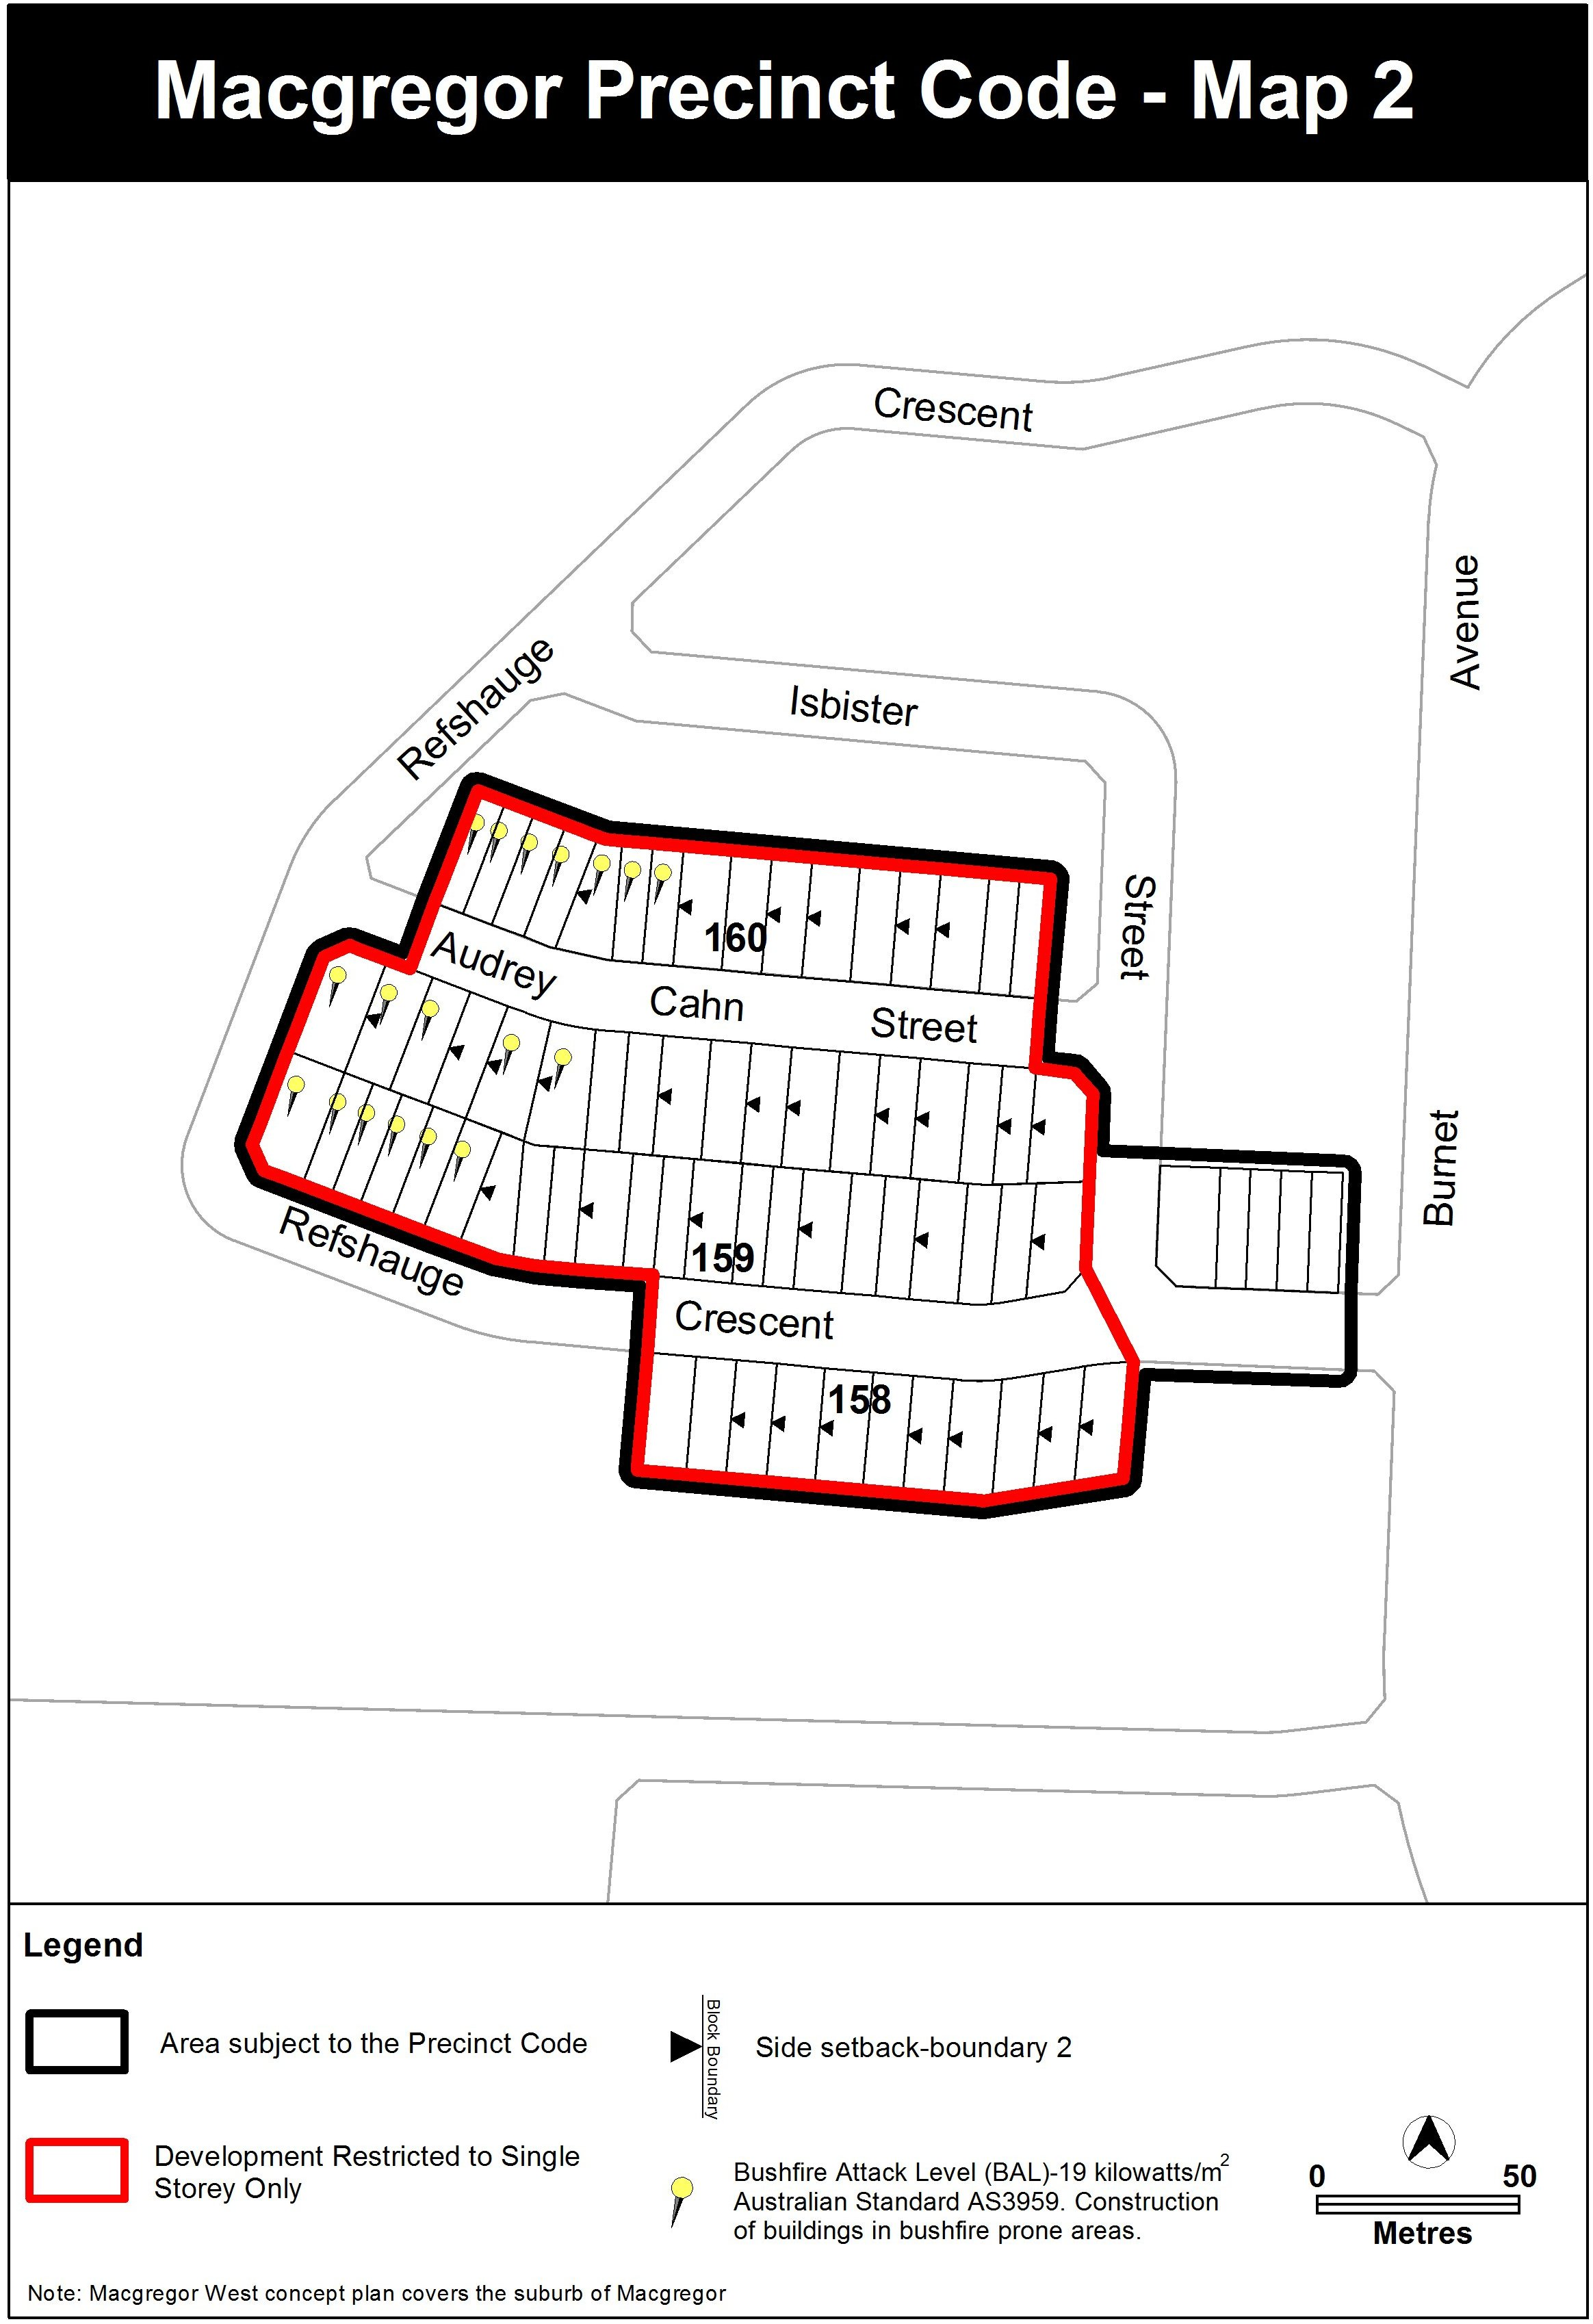 Macgregor Precinct Code - Map 2
Crescent
Avenue
Refshauge
Isbister
Street
160
Audrey
Cahn
Street
Burnet
Refshauge
159
Crescent
158
Legend
Area subject to the Precinct Code
Block Boundary
Side setback-boundary 2
Development Restricted to Single
Storey Only
Bushfire Attack Level (BAL)-19 kilowatts/m²
Australian Standard AS3959. Construction
of buildings in bushfire prone areas.
0 50
Metres
Note: Macgregor West concept plan covers the suburb of Macgregor